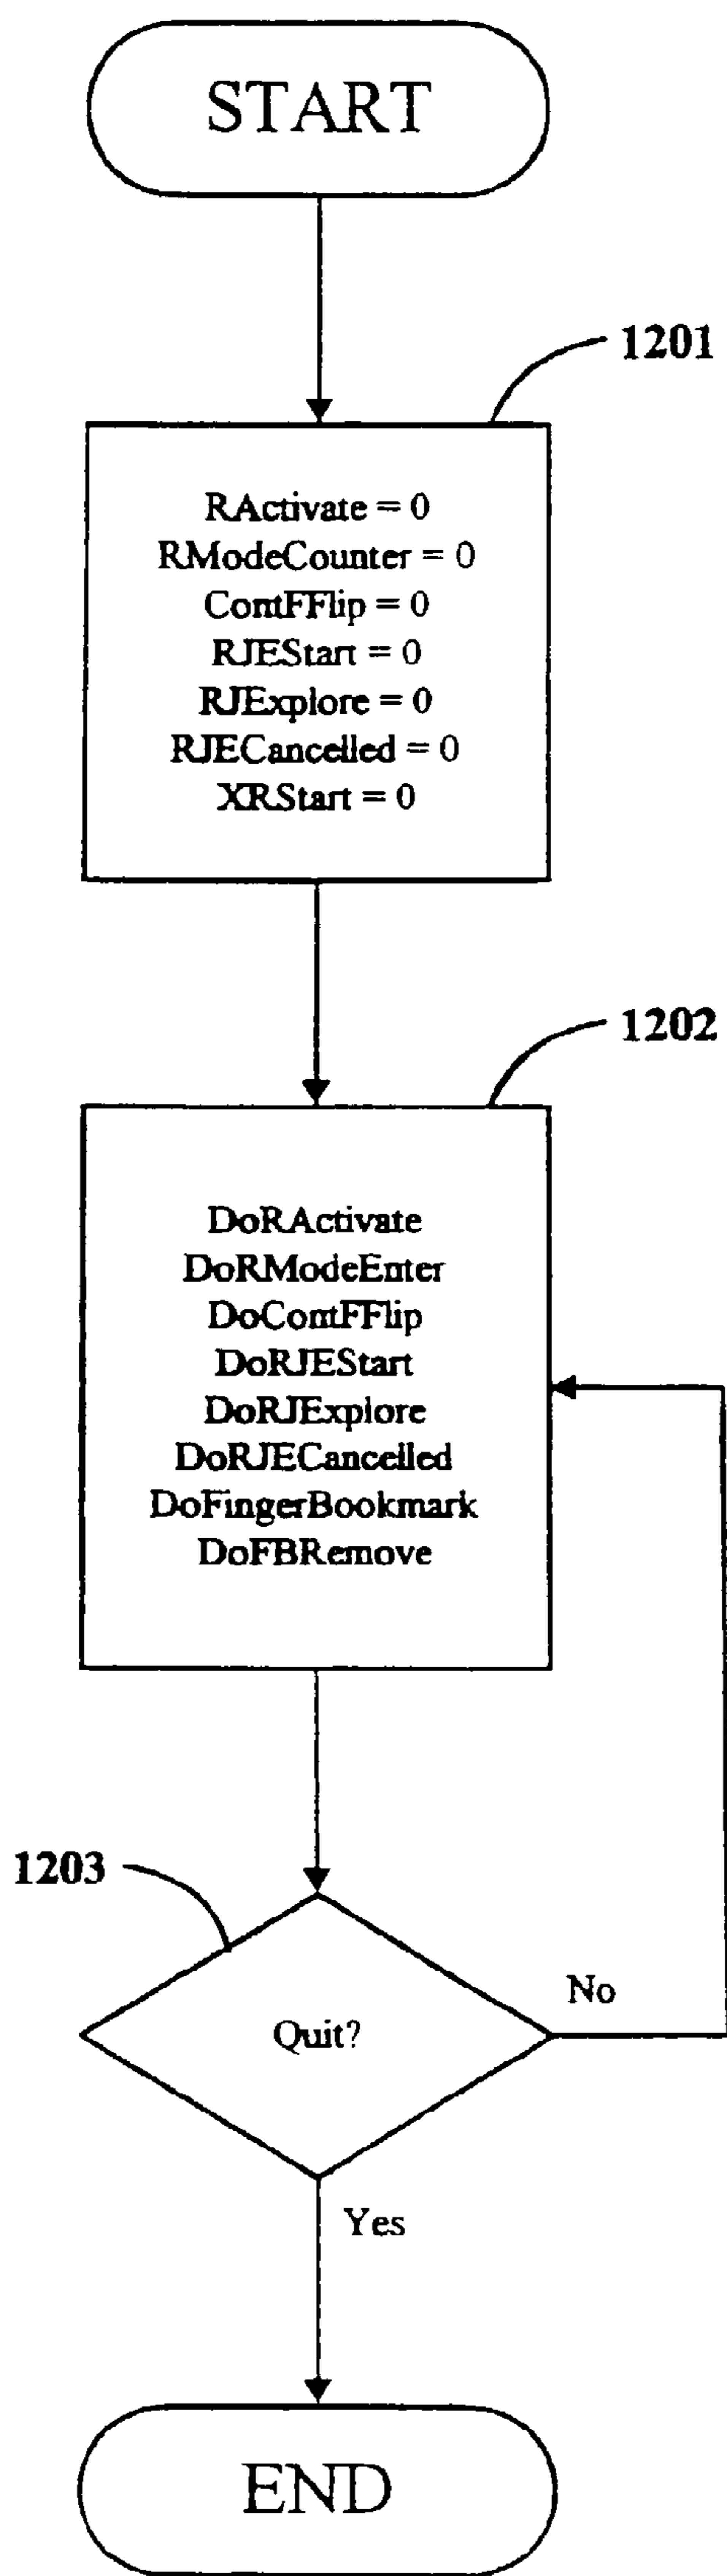 START
1201
RActivate = 0
RModeCounter = 0
ContFFlip = 0
RJEStart = 0
RJExplore = 0
RJECancelled = 0
XRStart = 0
1202
DoRActivate
DoRModeEnter
DoContFFlip
DoRJEStart
DoRJExplore
DoRJECancelled
DoFingerBookmark
DoFBRemove
1203
Quit?
No
Yes
END